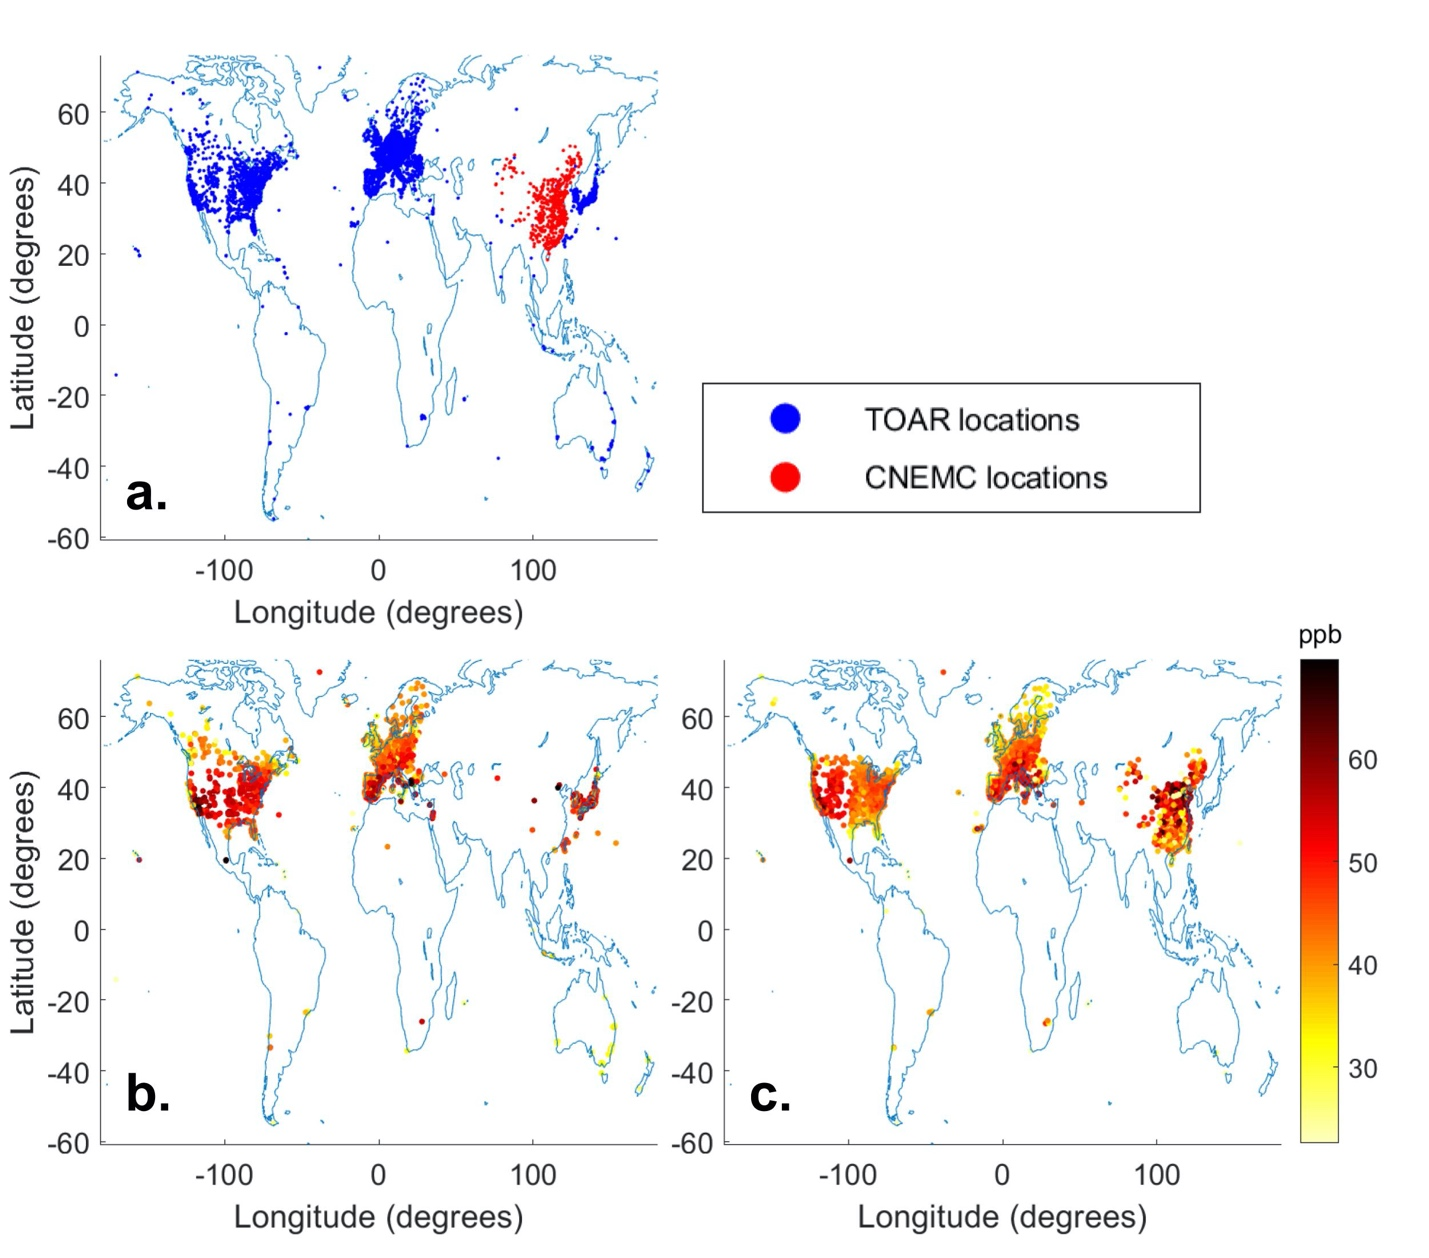 60
40
20
0
-20
-40
-60
Latitude (degrees)
a.
-100 0 100
Longitude (degrees)
TOAR locations
CNEMC locations
60
40
20
0
-20
-40
-60
Latitude (degrees)
b.
-100 0 100
Longitude (degrees)
60
40
20
0
-20
-40
-60
c.
-100 0 100
Longitude (degrees)
ppb
60
50
40
30